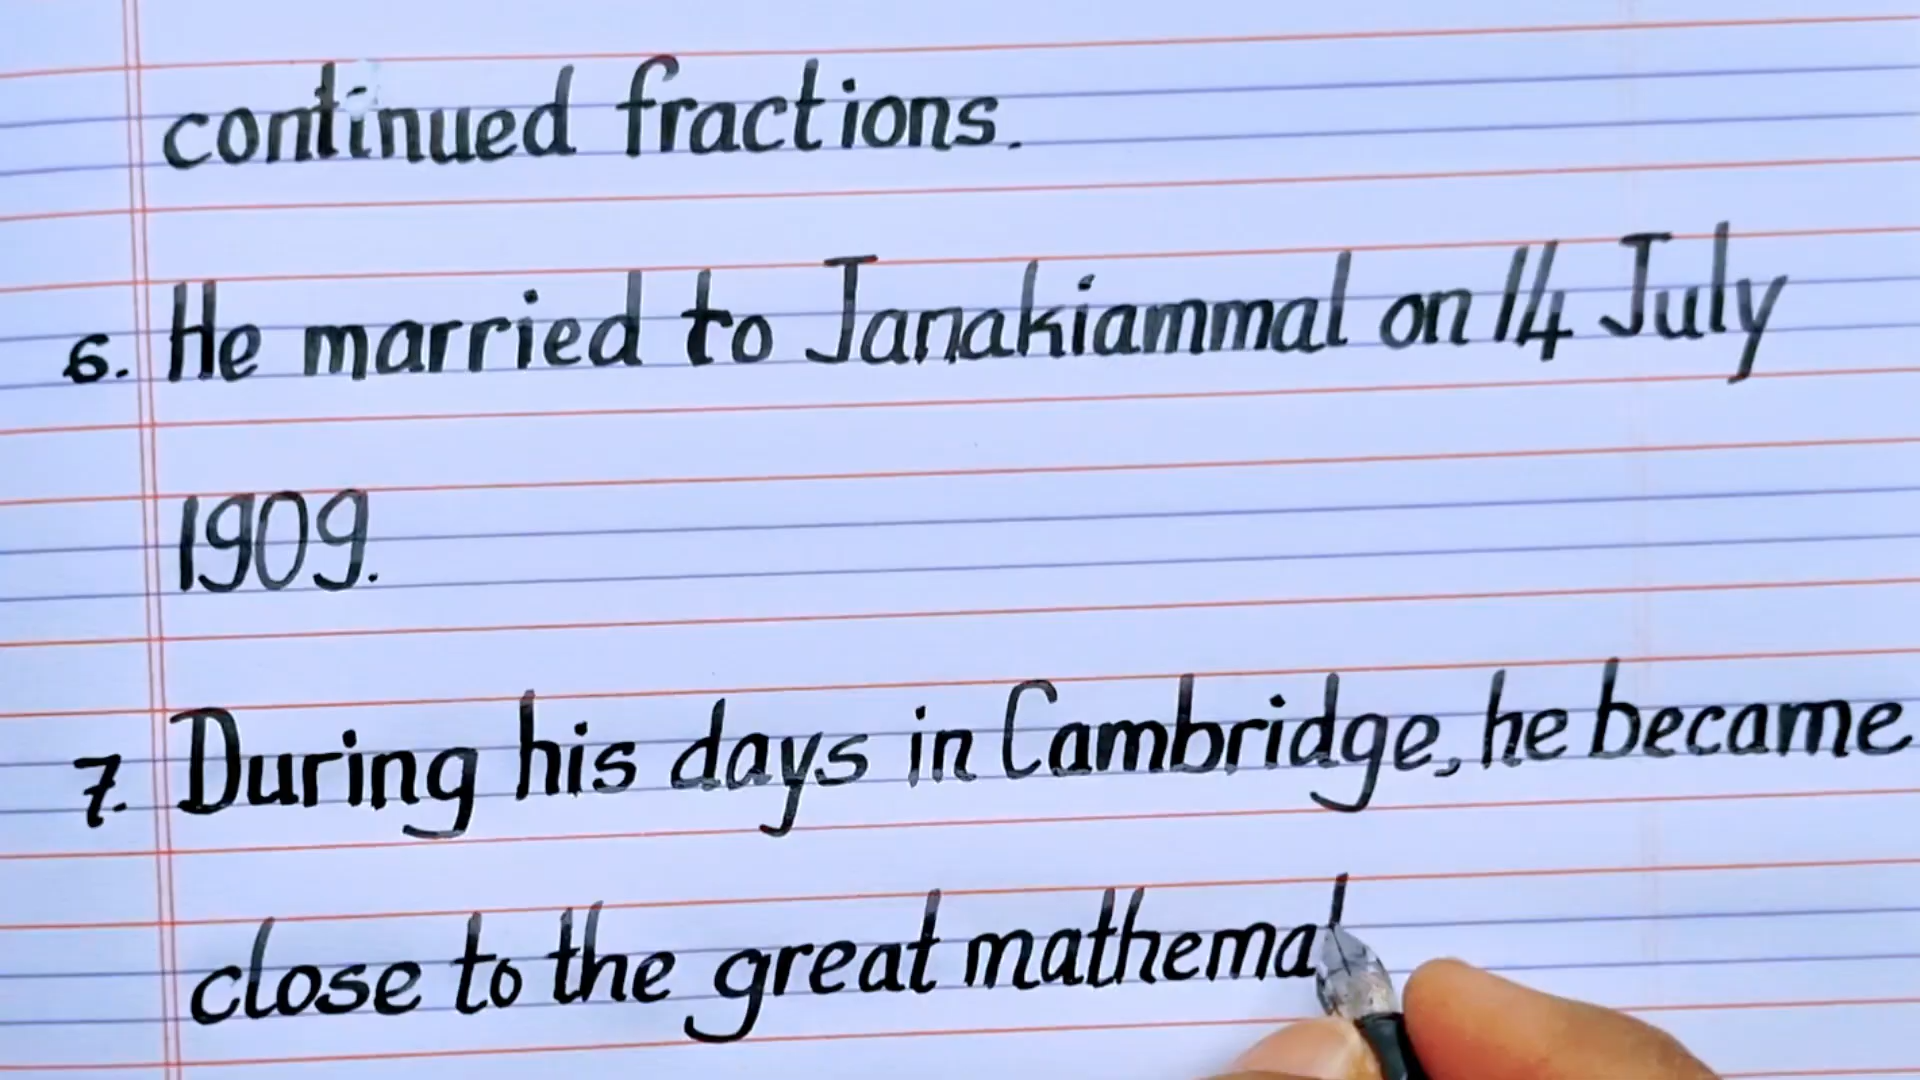 continued fractions.
6. He married to Janakiammal on 14 July
1909.
7. During his days in Cambridge, he became
close to the great